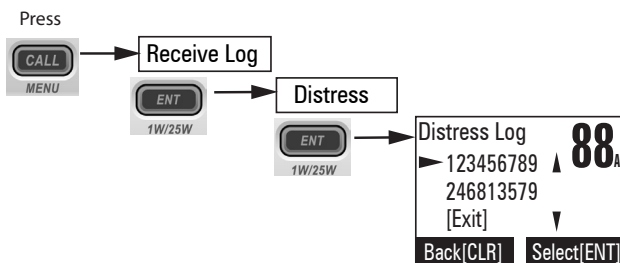 Press
CALL
MENU
Receive Log
ENT
1W/25W
Distress
ENT
1W/25W
Distress Log
88A
123456789
246813579
[Exit]
Back[CLR] Select[ENT]